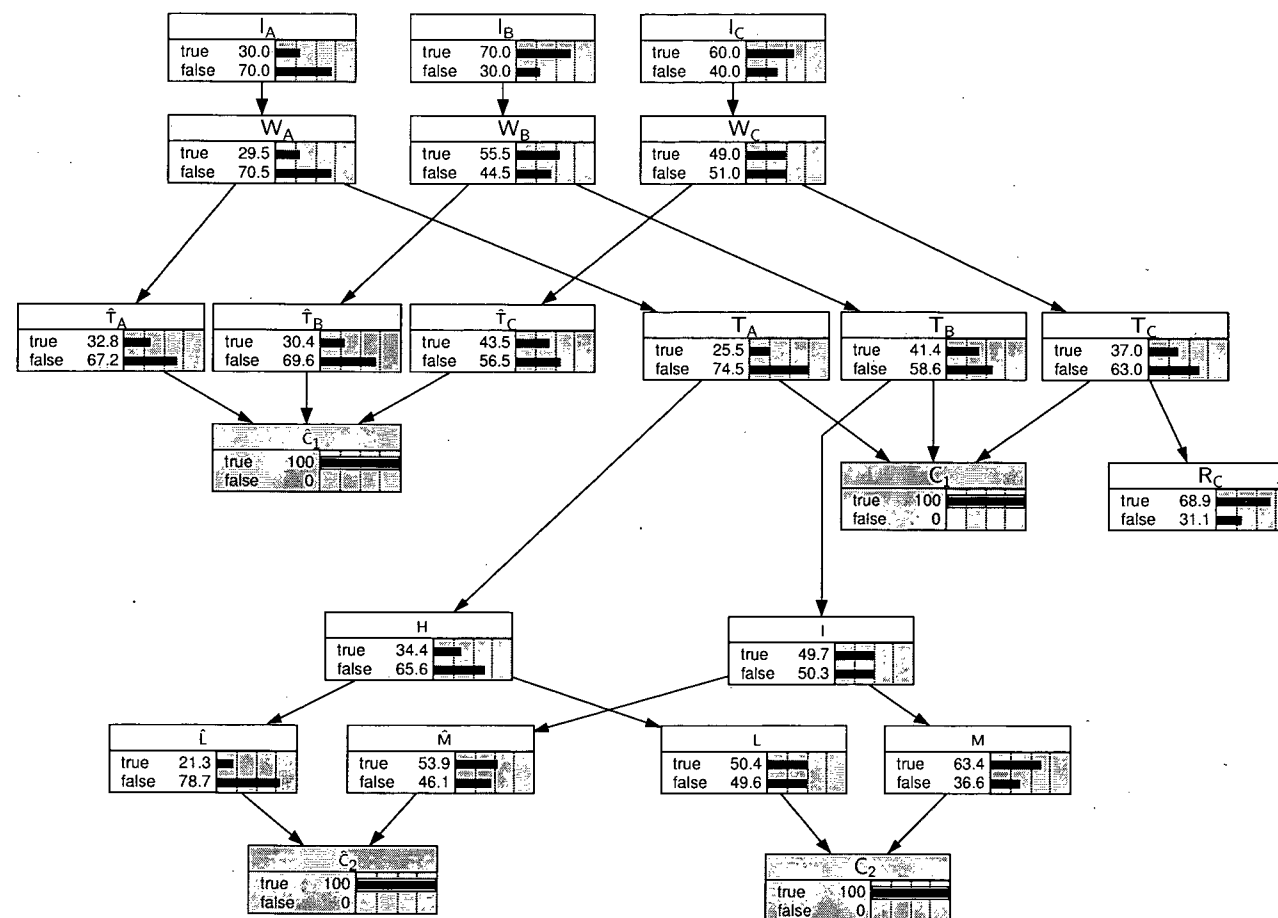 I_A
true 30.0
false 70.0
I_B
true 70.0
false 30.0
I_C
true 60.0
false 40.0
W_A
true 29.5
false 70.5
W_B
true 55.5
false 44.5
W_C
true 49.0
false 51.0
T̂_A
true 32.8
false 67.2
T̂_B
true 30.4
false 69.6
T̂_C
true 43.5
false 56.5
T_A
true 25.5
false 74.5
T_B
true 41.4
false 58.6
T_C
true 37.0
false 63.0
Ĉ_1
true 100
false 0
C_1
true 100
false 0
R_C
true 68.9
false 31.1
H
true 34.4
false 65.6
I
true 49.7
false 50.3
L̂
true 21.3
false 78.7
M̂
true 53.9
false 46.1
L
true 50.4
false 49.6
M
true 63.4
false 36.6
Ĉ_2
true 100
false 0
C_2
true 100
false 0